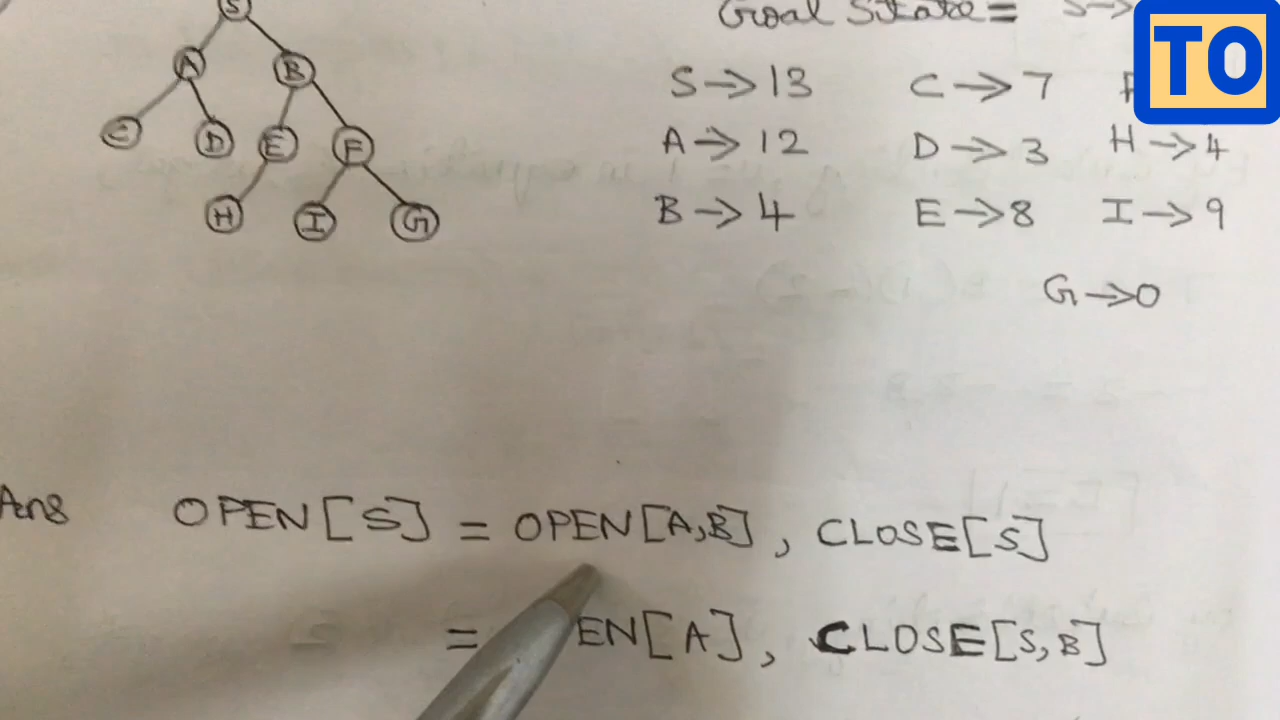 S
Goal State = S→
TO
A B
S→13 C→7
C D E F
A→12 D→3 H→4
H I G
B→4 E→8 I→9
G→0
Ans OPEN[S] = OPEN[A,B], CLOSE[S]
= EN[A], CLOSE[S,B]